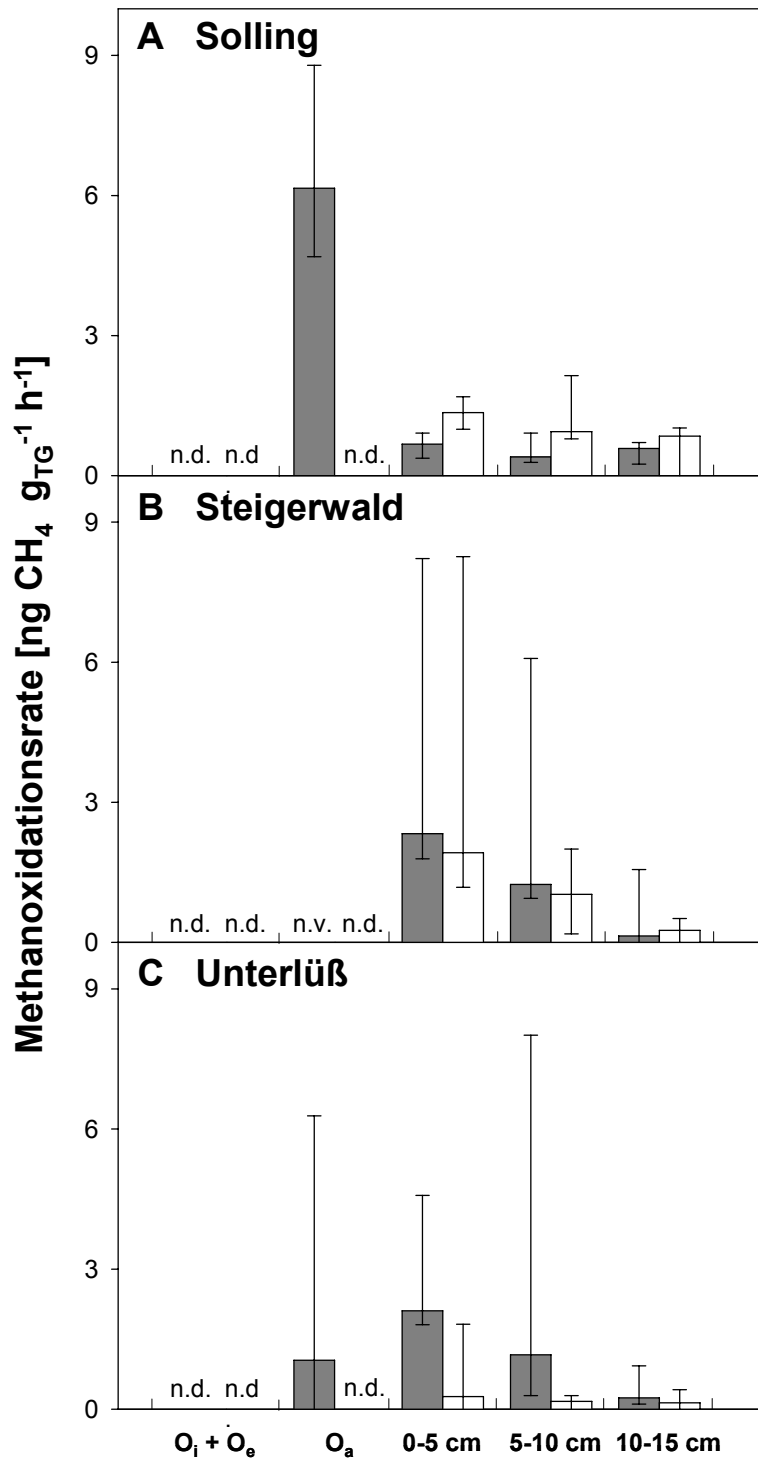 Methanoxidationsrate [ng CH₄ g_TG⁻¹ h⁻¹]
A Solling
9
6
3
0
n.d. n.d n.d.
B Steigerwald
9
6
3
0
n.d. n.d. n.v. n.d.
C Unterlüß
9
6
3
0
n.d. n.d n.d.
Oᵢ + Oₑ Oₐ 0-5 cm 5-10 cm 10-15 cm